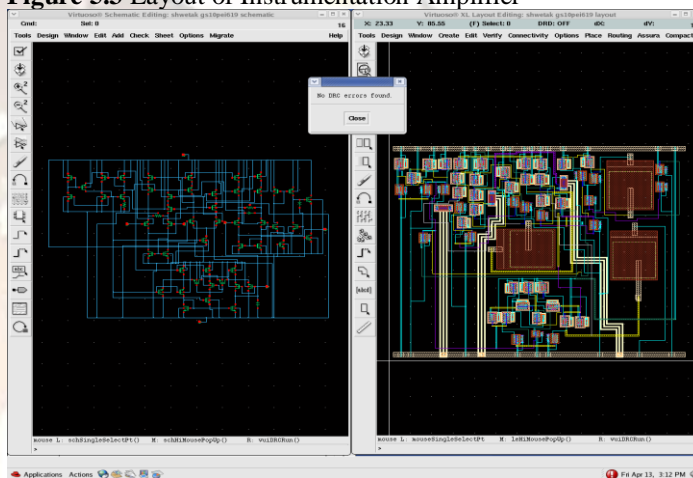 Figure 5.5 Layout of Instrumentation Amplifier
Virtuoso® Schematic Editing: shwetak gs10pei619 schematic
Cmd: Sel: 0 16
Tools Design Window Edit Add Check Sheet Options Migrate Help
mouse L: schSingleSelectPt() M: schHiMousePopUp() R: vuiDRCRun()
>
Virtuoso® XL Layout Editing: shwetak gs10pei619 layout
X: 23.33 Y: 85.55 (F) Select: 0 DRD: OFF dX: dY:
Tools Design Window Create Edit Verify Connectivity Options Place Routing Assura Compact
No DRC errors found.
Close
abc
[abcd]
mouse L: mouseSingleSelectPt M: leHiMousePopUp() R: vuiDRCRun()
>
Applications Actions Fri Apr 13, 3:12 PM